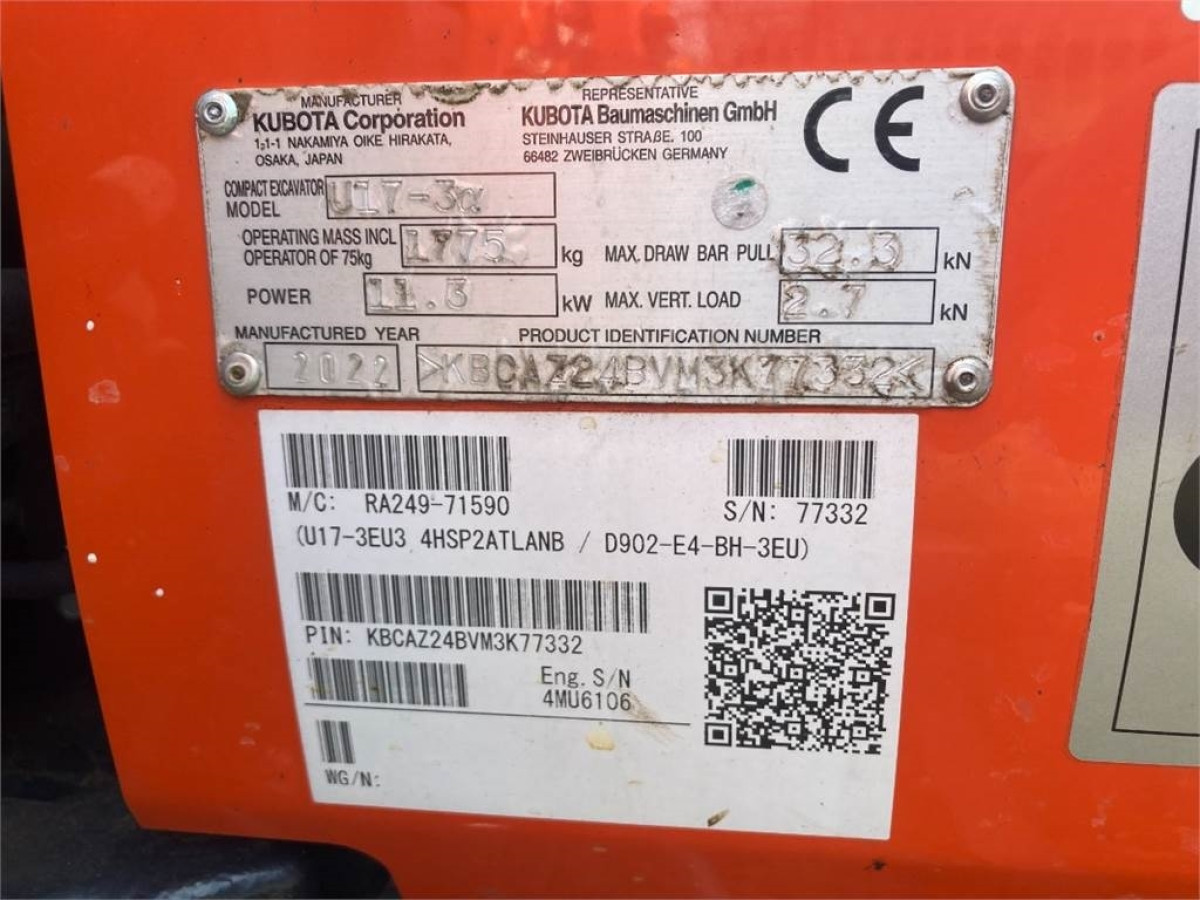 MANUFACTURER
KUBOTA Corporation
1-1-1 NAKAMIYA OIKE HIRAKATA,
OSAKA, JAPAN
REPRESENTATIVE
KUBOTA Baumaschinen GmbH
STEINHAUSER STRAßE. 100
66482 ZWEIBRÜCKEN GERMANY
CE
COMPACT EXCAVATOR
MODEL U17-3α
OPERATING MASS INCL
OPERATOR OF 75kg 1775 kg
MAX. DRAW BAR PULL 32.3 kN
POWER 11.3 kW
MAX. VERT. LOAD 2.7 kN
MANUFACTURED YEAR
2022
PRODUCT IDENTIFICATION NUMBER
>KBCAZ24BVM3K77332<
M/C: RA249-71590
S/N: 77332
(U17-3EU3 4HSP2ATLANB / D902-E4-BH-3EU)
PIN: KBCAZ24BVM3K77332
Eng. S/N
4MU6106
WG/N: